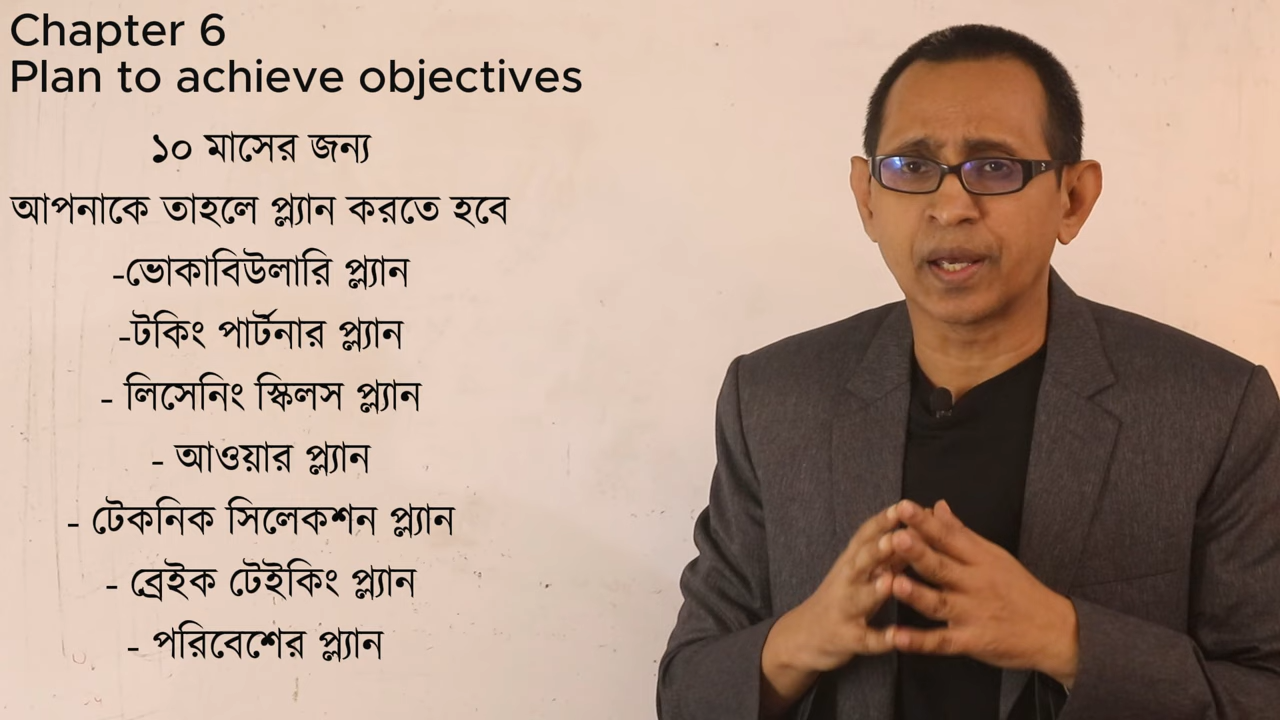 Chapter 6
Plan to achieve objectives
১০ মাসের জন্য
আপনাকে তাহলে প্ল্যান করতে হবে
-ভোকাবিউলারি প্ল্যান
-টকিং পার্টনার প্ল্যান
- লিসেনিং স্কিলস প্ল্যান
- আওয়ার প্ল্যান
- টেকনিক সিলেকশন প্ল্যান
- ব্রেইক টেইকিং প্ল্যান
- পরিবেশের প্ল্যান